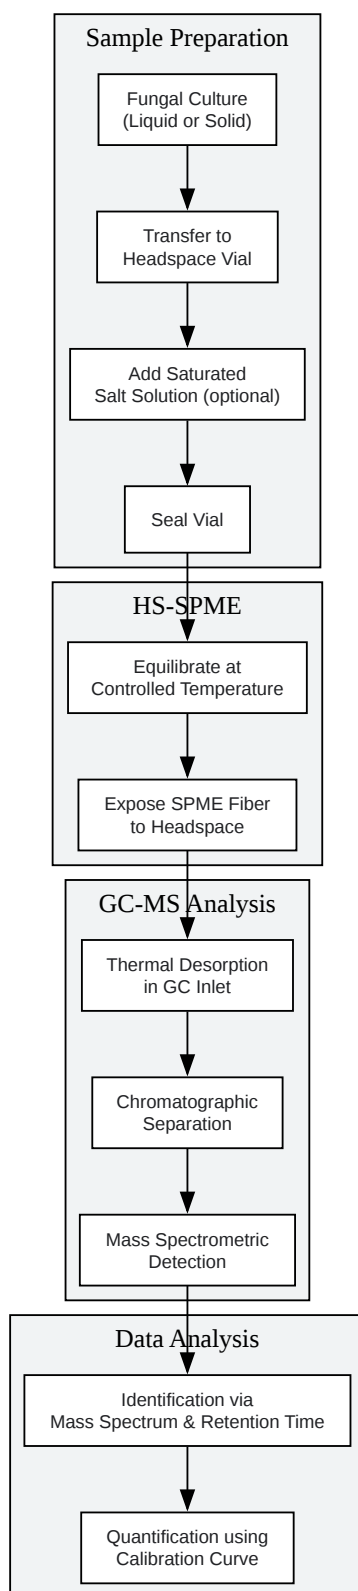 Sample Preparation
Fungal Culture
(Liquid or Solid)
Transfer to
Headspace Vial
Add Saturated
Salt Solution (optional)
Seal Vial
HS-SPME
Equilibrate at
Controlled Temperature
Expose SPME Fiber
to Headspace
GC-MS Analysis
Thermal Desorption
in GC Inlet
Chromatographic
Separation
Mass Spectrometric
Detection
Data Analysis
Identification via
Mass Spectrum & Retention Time
Quantification using
Calibration Curve